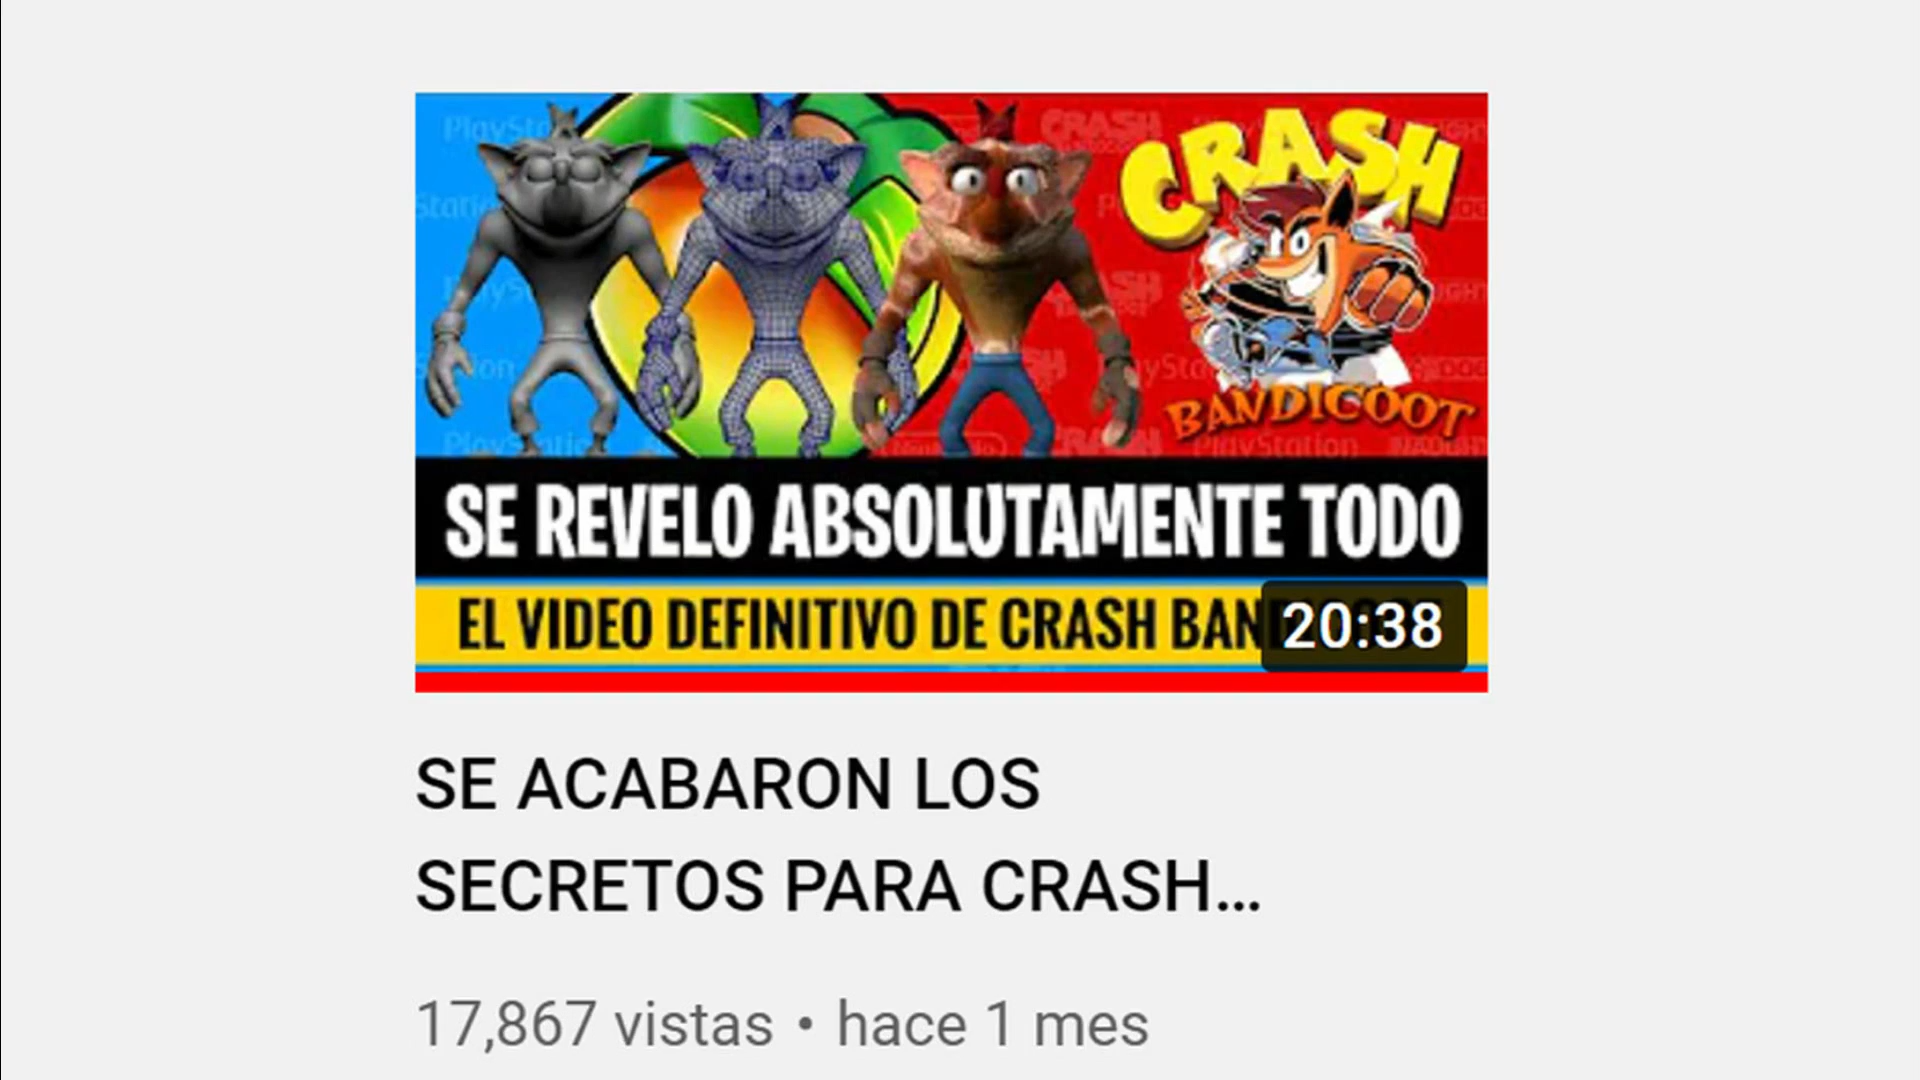 CRASH
BANDICOOT
SE REVELO ABSOLUTAMENTE TODO
EL VIDEO DEFINITIVO DE CRASH BAN
20:38
SE ACABARON LOS
SECRETOS PARA CRASH...
17,867 vistas • hace 1 mes